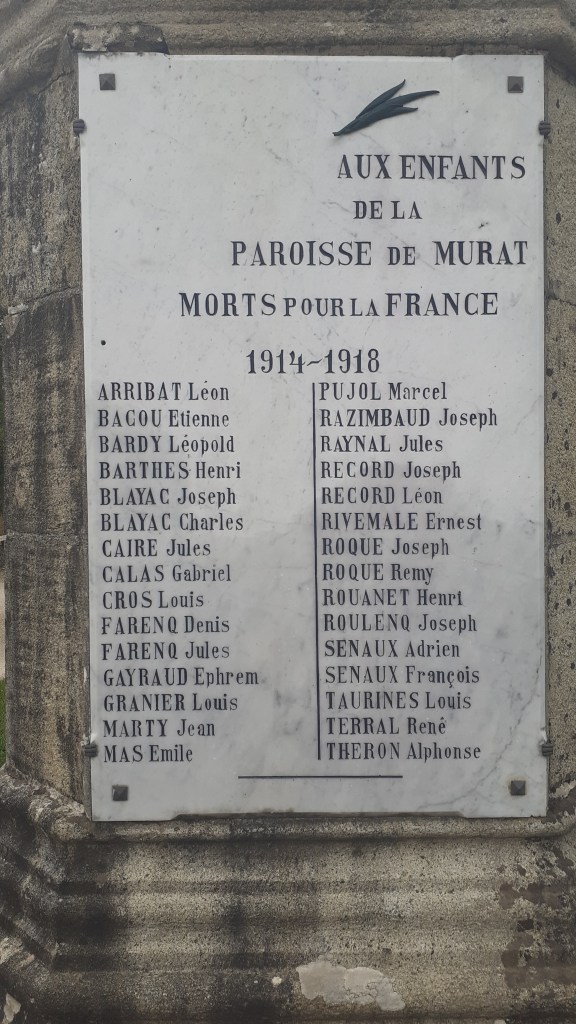 AUX ENFANTS
DE LA
PAROISSE DE MURAT
MORTS POUR LA FRANCE
1914-1918
ARRIBAT Léon
BACOU Etienne
BARDY Léopold
BARTHES Henri
BLAYAC Joseph
BLAYAC Charles
CAIRE Jules
CALAS Gabriel
CROS Louis
FARENQ Denis
FARENQ Jules
GAYRAUD Ephrem
GRANIER Louis
MARTY Jean
MAS Emile
PUJOL Marcel
RAZIMBAUD Joseph
RAYNAL Jules
RECORD Joseph
RECORD Léon
RIVEMALE Ernest
ROQUE Joseph
ROQUE Remy
ROUANET Henri
ROULENQ Joseph
SENAUX Adrien
SENAUX François
TAURINES Louis
TERRAL René
THERON Alphonse